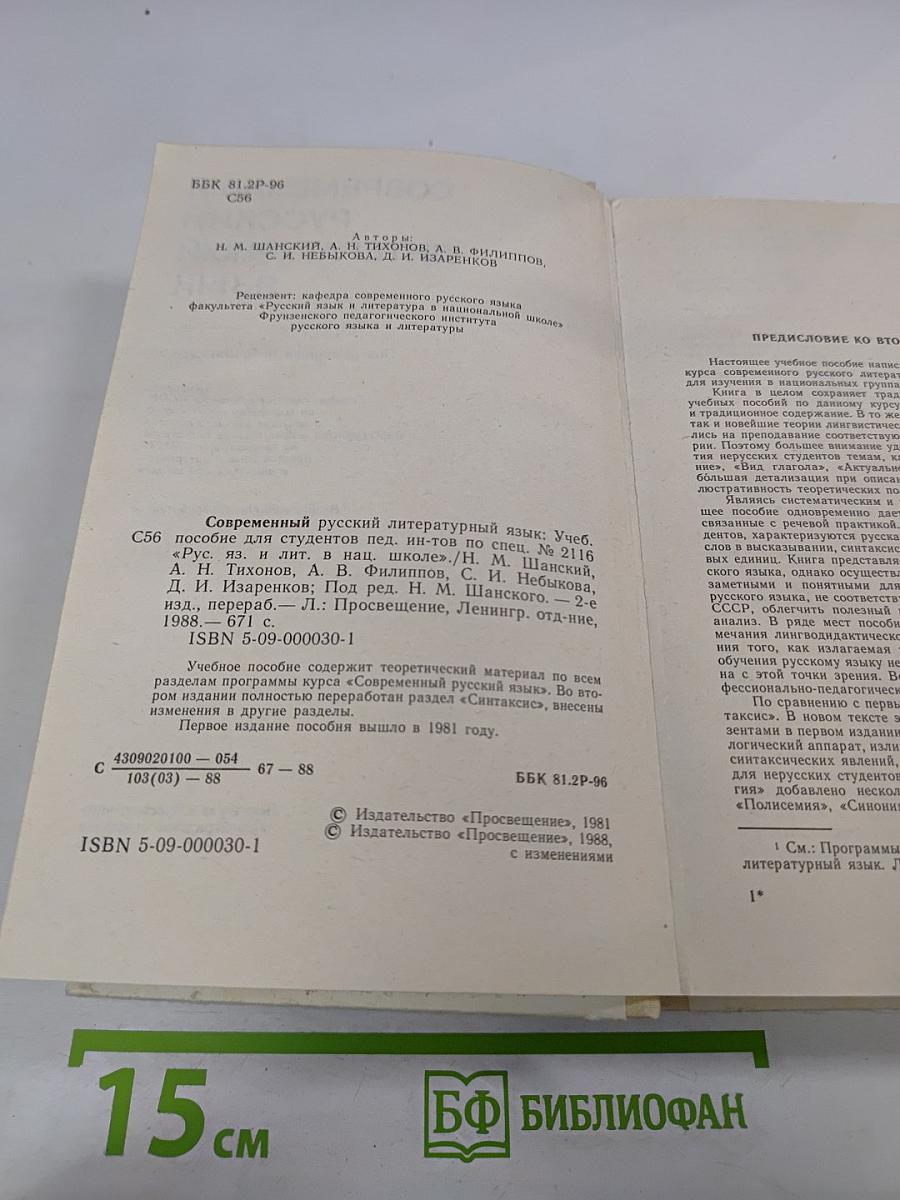 ББК 81.2Р-96
С56
Авторы:
Н. М. ШАНСКИЙ, А. Н. ТИХОНОВ, А. В. ФИЛИППОВ,
С. И. НЕБЫКОВА, Д. И. ИЗАРЕНКОВ
Рецензент: кафедра современного русского языка
факультета «Русский язык и литература в национальной школе»
Фрунзенского педагогического института
русского языка и литературы
Современный русский литературный язык: Учеб.
С56 пособие для студентов пед. ин-тов по спец. № 2116
«Рус. яз. и лит. в нац. школе»./Н. М. Шанский,
А. Н. Тихонов, А. В. Филиппов, С. И. Небыкова,
Д. И. Изаренков; Под ред. Н. М. Шанского. — 2-е
изд., перераб.— Л.: Просвещение, Ленингр. отд-ние,
1988.— 671 с.
ISBN 5-09-000030-1
Учебное пособие содержит теоретический материал по всем
разделам программы курса «Современный русский язык». Во вто-
ром издании полностью переработан раздел «Синтаксис», внесены
изменения в другие разделы.
Первое издание пособия вышло в 1981 году.
С 4309020100 — 054 67 — 88
103(03) — 88
ББК 81.2Р-96
ISBN 5-09-000030-1
© Издательство «Просвещение», 1981
© Издательство «Просвещение», 1988,
с изменениями
ПРЕДИСЛОВИЕ КО ВТО
Настоящее учебное пособие напис
курса современного русского литерат
для изучения в национальных группа
Книга в целом сохраняет трад
учебных пособий по данному курсу
и традиционное содержание. В то же
так и новейшие теории лингвистичес
лись на преподавание соответствую
рии. Поэтому большее внимание уд
тия нерусских студентов темам, к
ние», «Вид глагола», «Актуально
бо́льшая детализация при описан
люстративность теоретических по
Являясь систематическим и
щее пособие одновременно дает
связанные с речевой практикой.
дентов, характеризуются русска
слов в высказывании, синтаксис
вых единиц. Книга представля
ского языка, однако осуществл
заметными и понятными для
русского языка, не соответств
СССР, облегчить полезный
анализ. В ряде мест пособи
мечания лингводидактическо
ния того, как излагаемая
обучения русскому языку не
на с этой точки зрения. Во
фессионально-педагогическ
По сравнению с первы
таксис». В новом тексте э
зентами в первом издании
логический аппарат, изли
синтаксических явлений,
для нерусских студентов
гия» добавлено нескол
«Полисемия», «Синони
1 См.: Программы
литературный язык. Л
1*
15 см
БФ БИБЛИОФАН